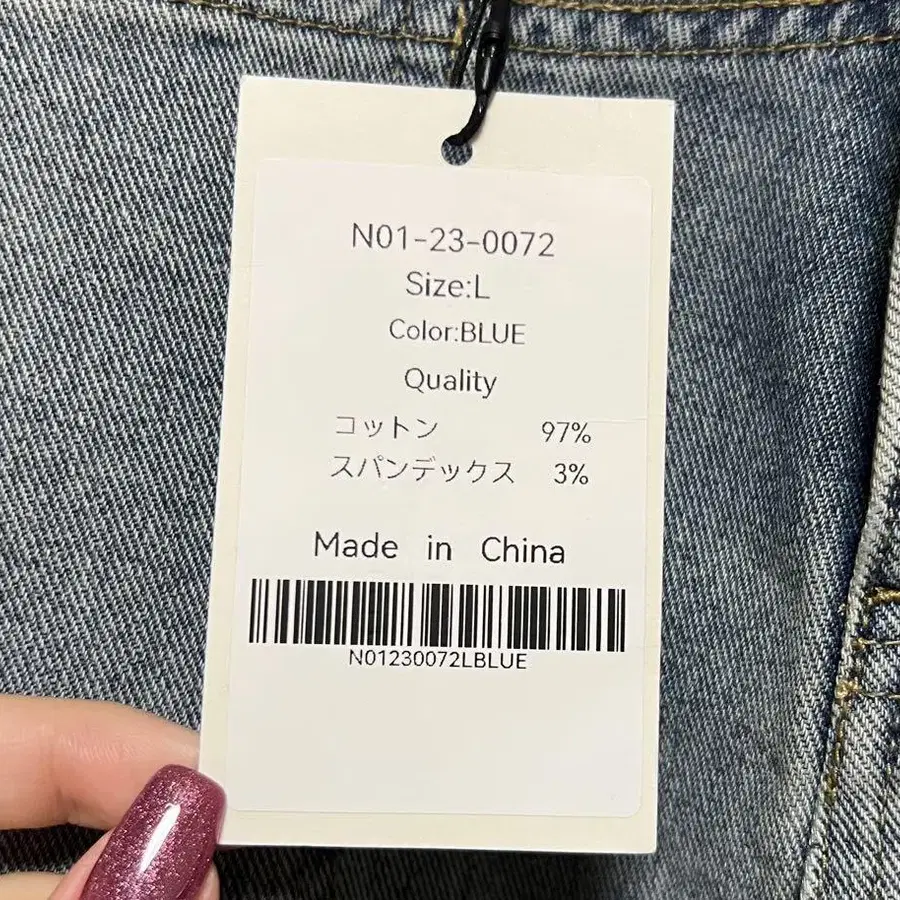 N01-23-0072
Size:L
Color:BLUE
Quality
コットン 97%
スパンデックス 3%
Made in China
N01230072LBLUE